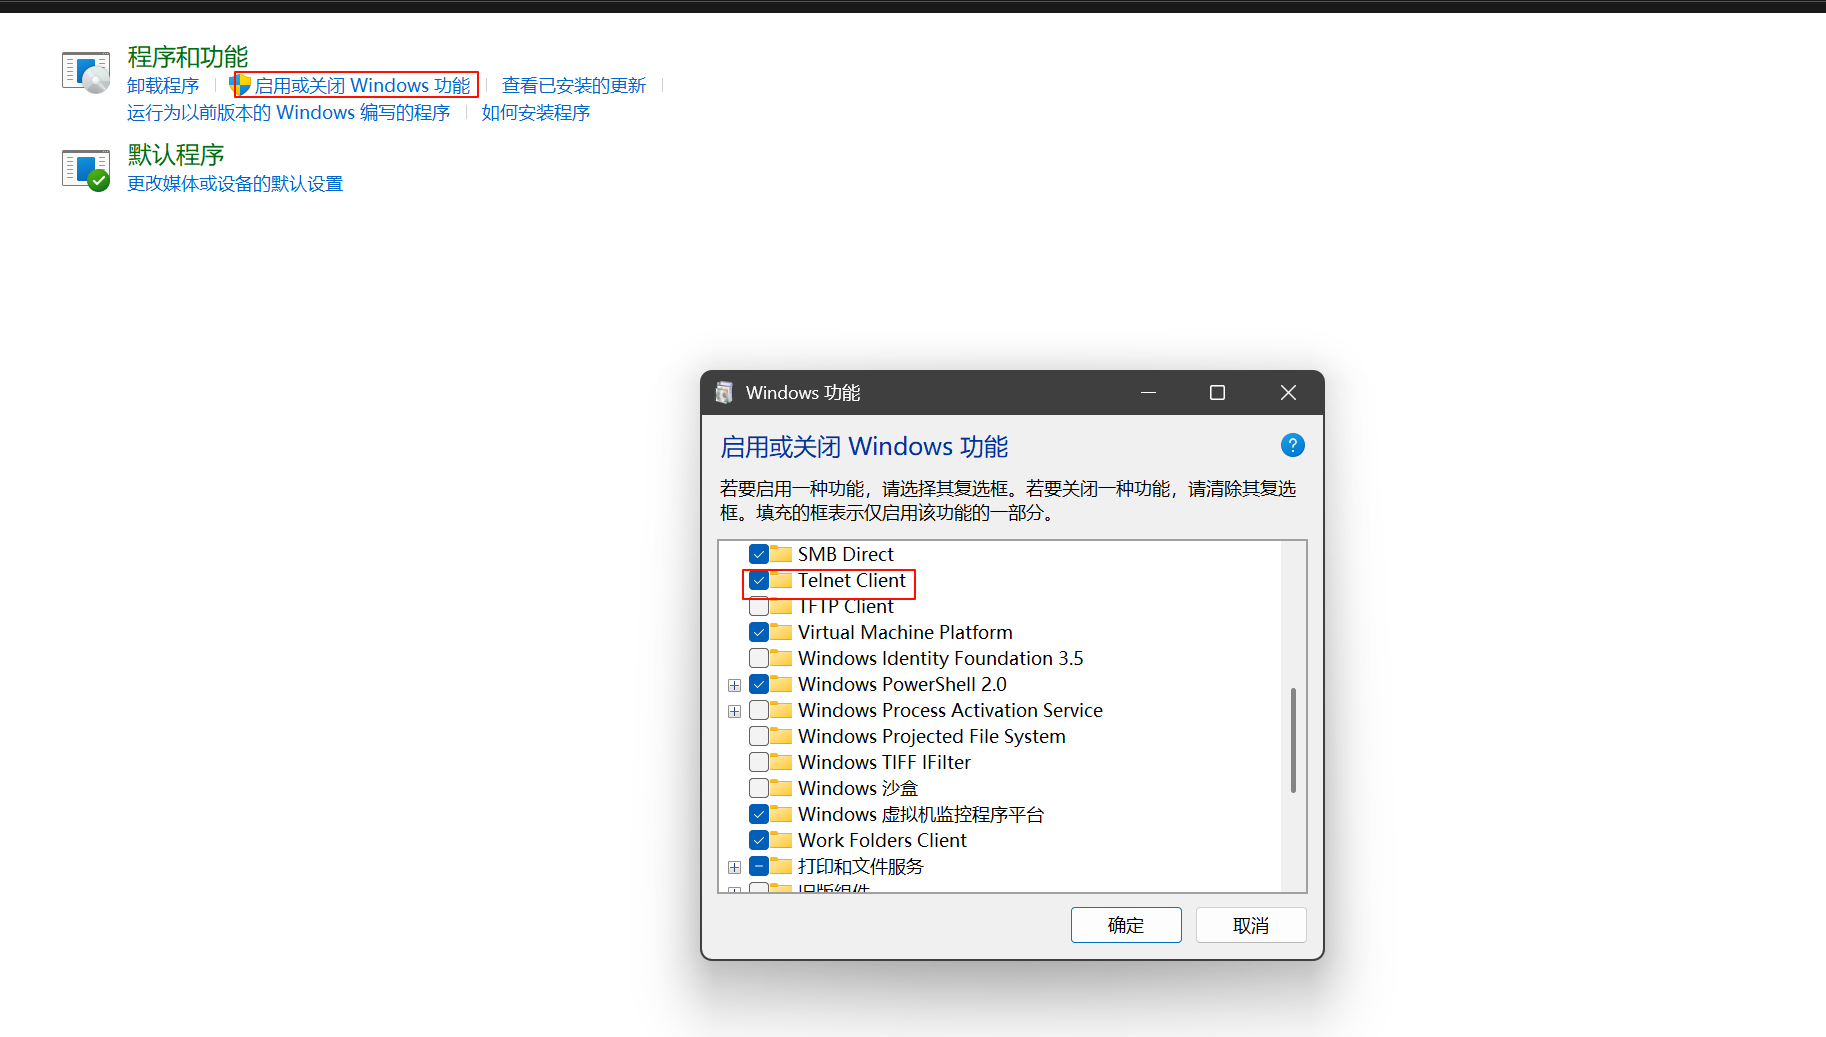 程序和功能
卸载程序 启用或关闭 Windows 功能 查看已安装的更新
运行为以前版本的 Windows 编写的程序 如何安装程序
默认程序
更改媒体或设备的默认设置
Windows 功能
启用或关闭 Windows 功能
?
若要启用一种功能，请选择其复选框。若要关闭一种功能，请清除其复选
框。填充的框表示仅启用该功能的一部分。
SMB Direct
Telnet Client
TFTP Client
Virtual Machine Platform
Windows Identity Foundation 3.5
Windows PowerShell 2.0
Windows Process Activation Service
Windows Projected File System
Windows TIFF IFilter
Windows 沙盒
Windows 虚拟机监控程序平台
Work Folders Client
打印和文件服务
旧版组件
确定 取消